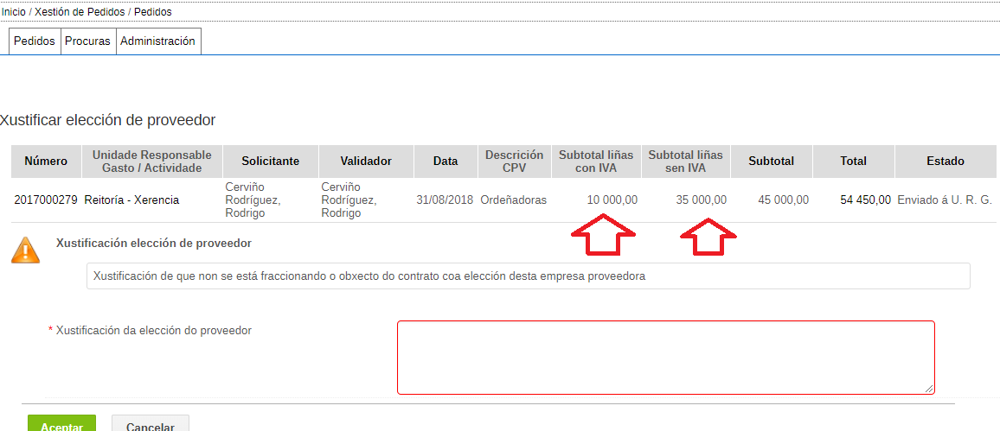 Inicio / Xestión de Pedidos / Pedidos
Pedidos Procuras Administración
Xustificar elección de proveedor
Número Unidade Responsable Gasto / Actividade Solicitante Validador Data Descrición CPV Subtotal liñas con IVA Subtotal liñas sen IVA Subtotal Total Estado
2017000279 Reitoría - Xerencia Cerviño Rodríguez, Rodrigo Cerviño Rodríguez, Rodrigo 31/08/2018 Ordeñadoras 10 000,00 35 000,00 45 000,00 54 450,00 Enviado á U. R. G.
Xustificación elección de proveedor
Xustificación de que non se está fraccionando o obxecto do contrato coa elección desta empresa proveedora
* Xustificación da elección do proveedor
Aceptar Cancelar